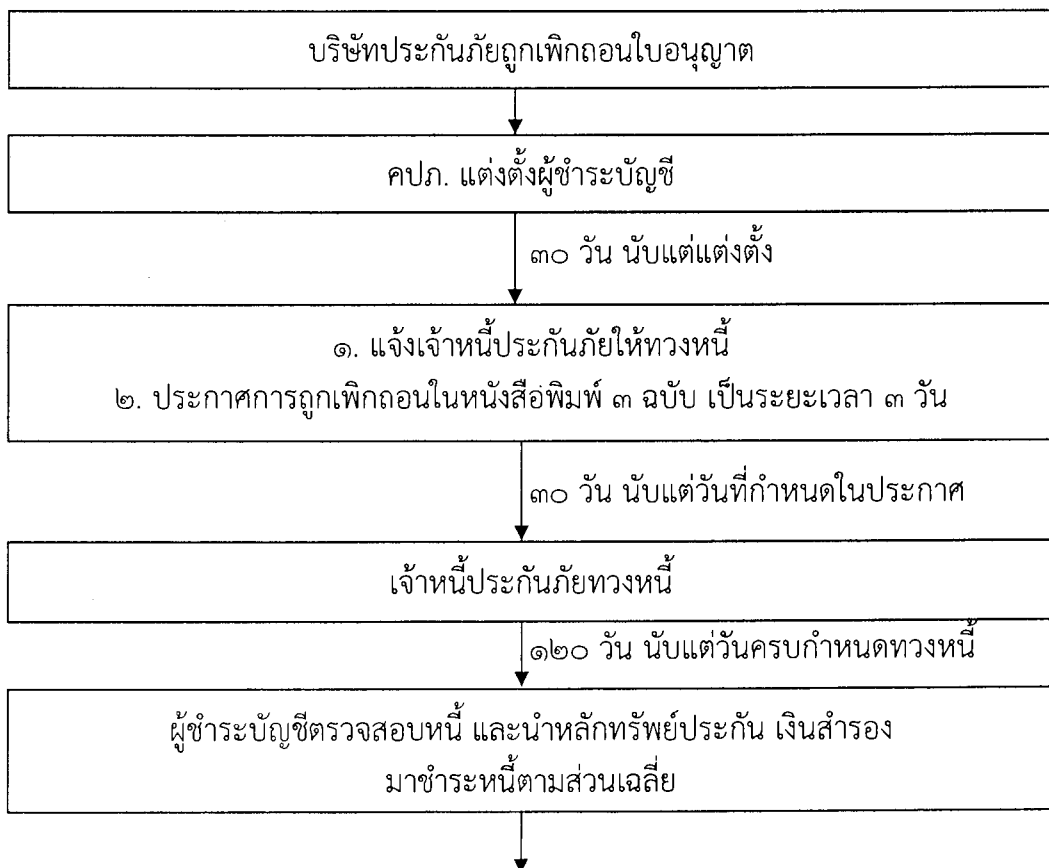 บริษัทประกันภัยถูกเพิกถอนใบอนุญาต
คปภ. แต่งตั้งผู้ชำระบัญชี
๓๐ วัน นับแต่แต่งตั้ง
๑. แจ้งเจ้าหนี้ประกันภัยให้ทวงหนี้
๒. ประกาศการถูกเพิกถอนในหนังสือพิมพ์ ๓ ฉบับ เป็นระยะเวลา ๓ วัน
๓๐ วัน นับแต่วันที่กำหนดในประกาศ
เจ้าหนี้ประกันภัยทวงหนี้
๑๒๐ วัน นับแต่วันครบกำหนดทวงหนี้
ผู้ชำระบัญชีตรวจสอบหนี้ และนำหลักทรัพย์ประกัน เงินสำรอง
มาชำระหนี้ตามส่วนเฉลี่ย